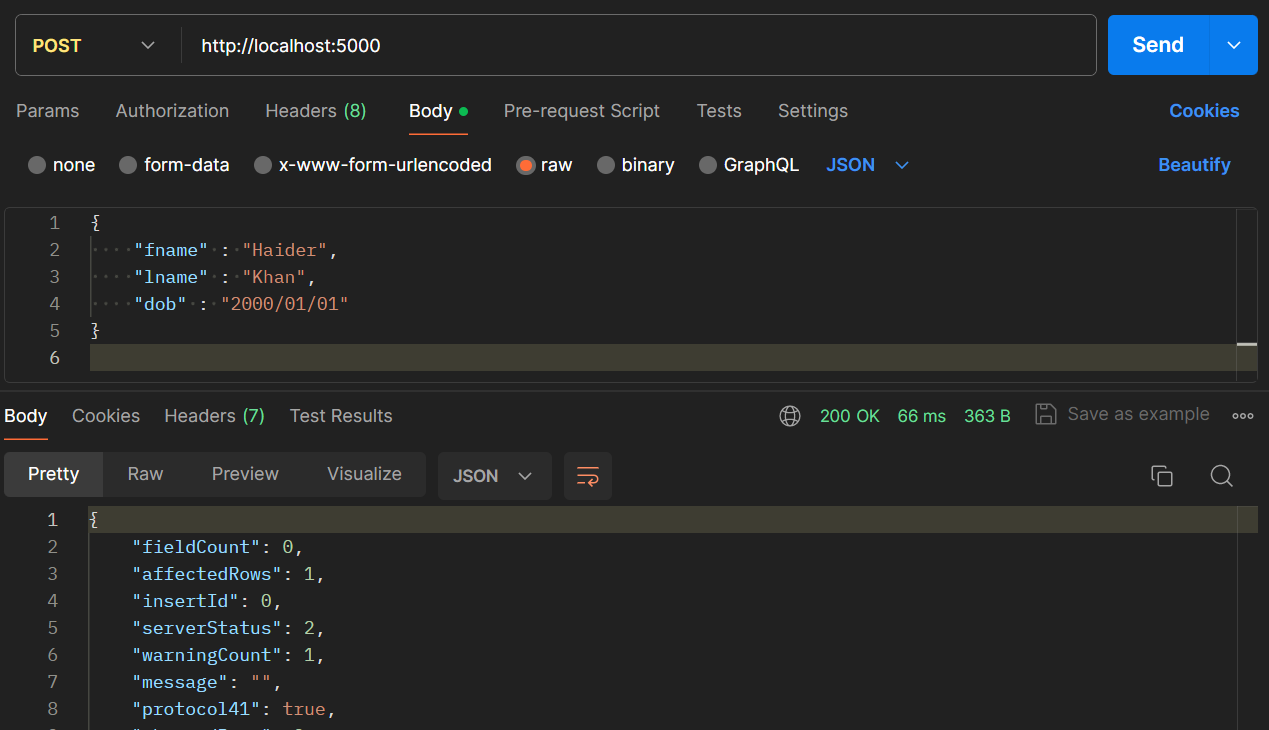 POST http://localhost:5000 Send
Params Authorization Headers (8) Body Pre-request Script Tests Settings Cookies
none form-data x-www-form-urlencoded raw binary GraphQL JSON Beautify
1 {
2 "fname" : "Haider",
3 "lname" : "Khan",
4 "dob" : "2000/01/01"
5 }
6
Body Cookies Headers (7) Test Results 200 OK 66 ms 363 B Save as example
Pretty Raw Preview Visualize JSON
1 {
2 "fieldCount": 0,
3 "affectedRows": 1,
4 "insertId": 0,
5 "serverStatus": 2,
6 "warningCount": 1,
7 "message": "",
8 "protocol41": true,